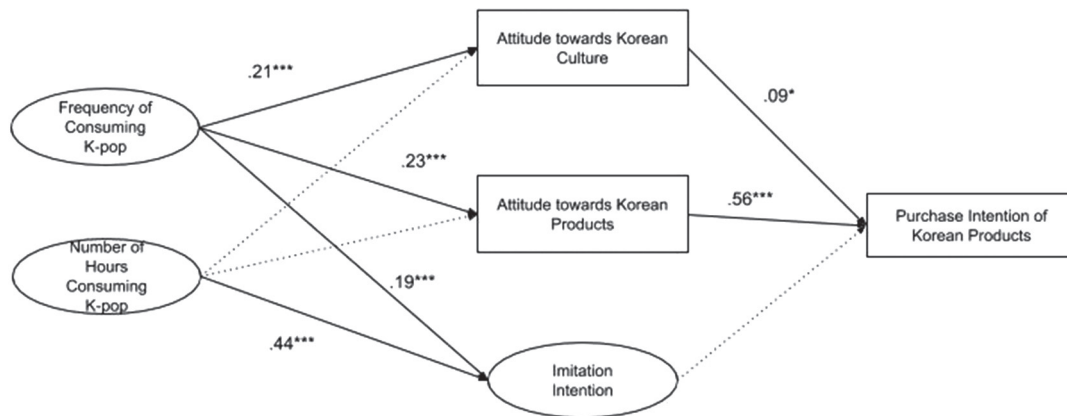 Attitude towards Korean
Culture
.21***
.09*
Frequency of
Consuming
K-pop
.23***
Attitude towards Korean
Products
.56***
Purchase Intention of
Korean Products
Number of
Hours
Consuming
K-pop
.19***
.44***
Imitation
Intention